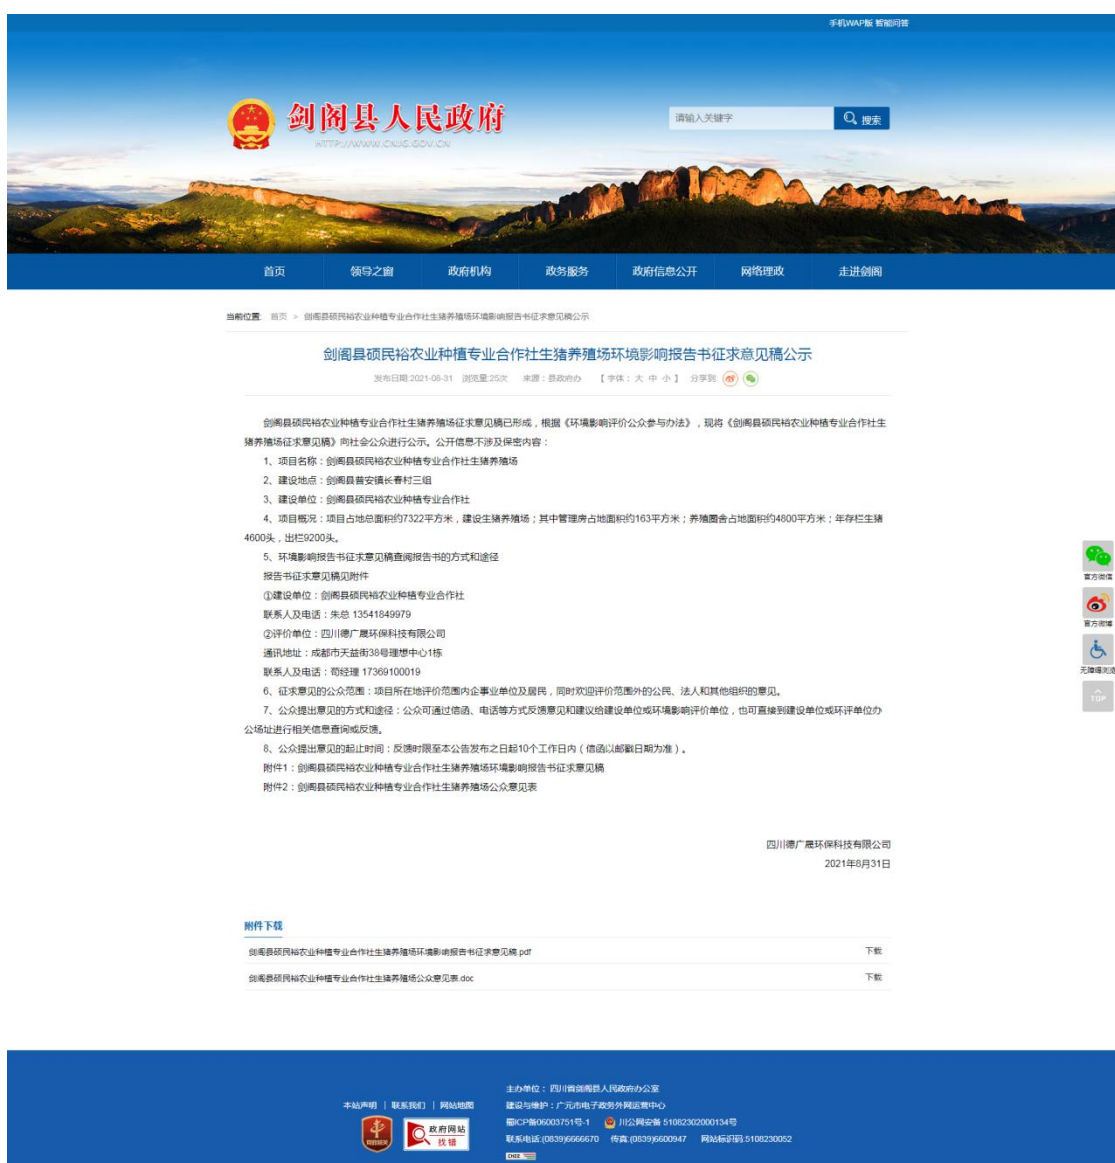 手机WAP版 智能问答
剑阁县人民政府
HTTP://WWW.CNJG.GOV.CN
请输入关键字
搜索
首页 领导之窗 政府机构 政务服务 政府信息公开 网络理政 走进剑阁
当前位置: 首页 > 剑阁县硕民裕农业种植专业合作社生猪养殖场环境影响报告书征求意见稿公示
剑阁县硕民裕农业种植专业合作社生猪养殖场环境影响报告书征求意见稿公示
发布日期:2021-08-31 浏览量:25次 来源：县政府办 【 字体：大 中 小 】 分享到:
剑阁县硕民裕农业种植专业合作社生猪养殖场征求意见稿已形成，根据《环境影响评价公众参与办法》，现将《剑阁县硕民裕农业种植专业合作社生
猪养殖场征求意见稿》向社会公众进行公示。公开信息不涉及保密内容：
1、项目名称：剑阁县硕民裕农业种植专业合作社生猪养殖场
2、建设地点：剑阁县普安镇长春村三组
3、建设单位：剑阁县硕民裕农业种植专业合作社
4、项目概况：项目占地总面积约7322平方米，建设生猪养殖场；其中管理房占地面积约163平方米；养殖圈舍占地面积约4800平方米；年存栏生猪
4600头，出栏9200头。
5、环境影响报告书征求意见稿查阅报告书的方式和途径
报告书征求意见稿见附件
①建设单位：剑阁县硕民裕农业种植专业合作社
联系人及电话：朱总 13541849979
②评价单位：四川德广晟环保科技有限公司
通讯地址：成都市天益街38号理想中心1栋
联系人及电话：苟经理 17369100019
6、征求意见的公众范围：项目所在地评价范围内企事业单位及居民，同时欢迎评价范围外的公民、法人和其他组织的意见。
7、公众提出意见的方式和途径：公众可通过信函、电话等方式反馈意见和建议给建设单位或环境影响评价单位，也可直接到建设单位或环评单位办
公场址进行相关信息查询或反馈。
8、公众提出意见的起止时间：反馈时限至本公告发布之日起10个工作日内（信函以邮戳日期为准）。
附件1：剑阁县硕民裕农业种植专业合作社生猪养殖场环境影响报告书征求意见稿
附件2：剑阁县硕民裕农业种植专业合作社生猪养殖场公众意见表
四川德广晟环保科技有限公司
2021年8月31日
附件下载
剑阁县硕民裕农业种植专业合作社生猪养殖场环境影响报告书征求意见稿.pdf 下载
剑阁县硕民裕农业种植专业合作社生猪养殖场公众意见表.doc 下载
官方微信
官方微博
无障碍浏览
TOP
主办单位：四川省剑阁县人民政府办公室
本站声明 | 联系我们 | 网站地图
建设与维护：广元市电子政务外网运营中心
蜀ICP备06003751号-1 川公网安备 51082302000134号
联系电话:(0839)6666670 传真:(0839)6600947 网站标识码:5108230052
政府网站
找错
CNZZ